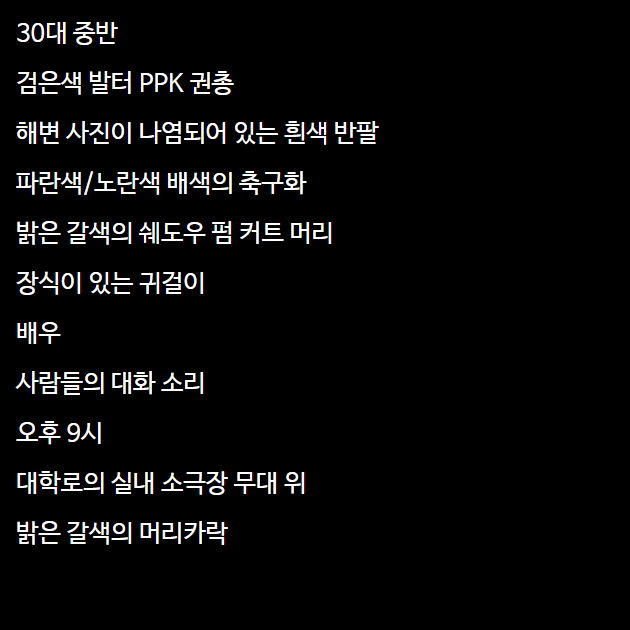 30대 중반
검은색 발터 PPK 권총
해변 사진이 나염되어 있는 흰색 반팔
파란색/노란색 배색의 축구화
밝은 갈색의 쉐도우 펌 커트 머리
장식이 있는 귀걸이
배우
사람들의 대화 소리
오후 9시
대학로의 실내 소극장 무대 위
밝은 갈색의 머리카락